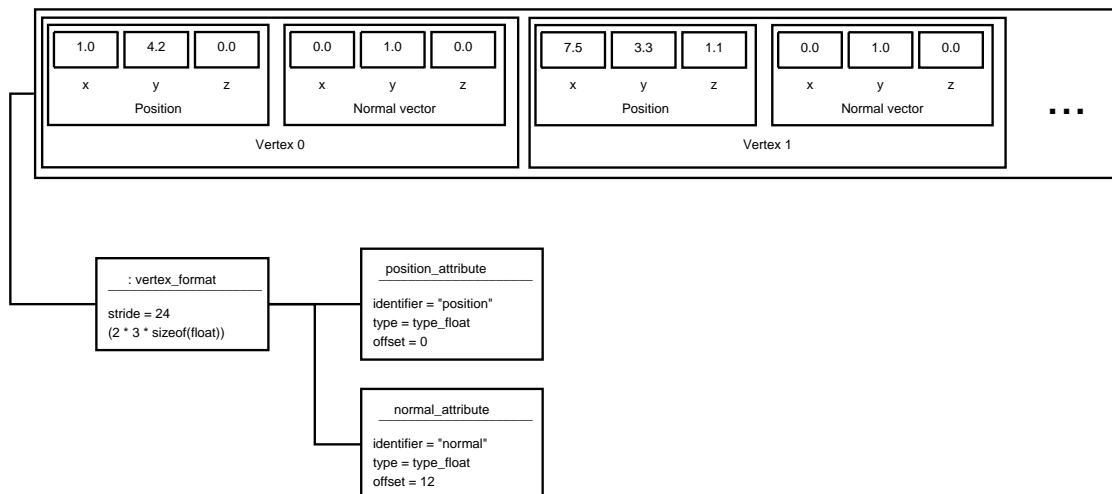 1.0 4.2 0.0 0.0 1.0 0.0 7.5 3.3 1.1 0.0 1.0 0.0
x y z x y z x y z x y z
Position Normal vector Position Normal vector
...
Vertex 0 Vertex 1
: vertex_format
stride = 24
(2 * 3 * sizeof(float))
position_attribute
identifier = "position"
type = type_float
offset = 0
normal_attribute
identifier = "normal"
type = type_float
offset = 12